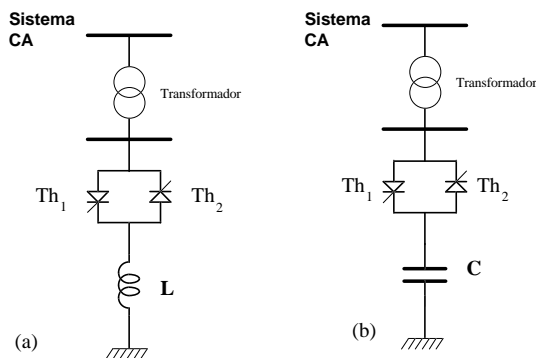 Sistema
CA
Transformador
Th1
Th2
L
(a)
Sistema
CA
Transformador
Th1
Th2
C
(b)